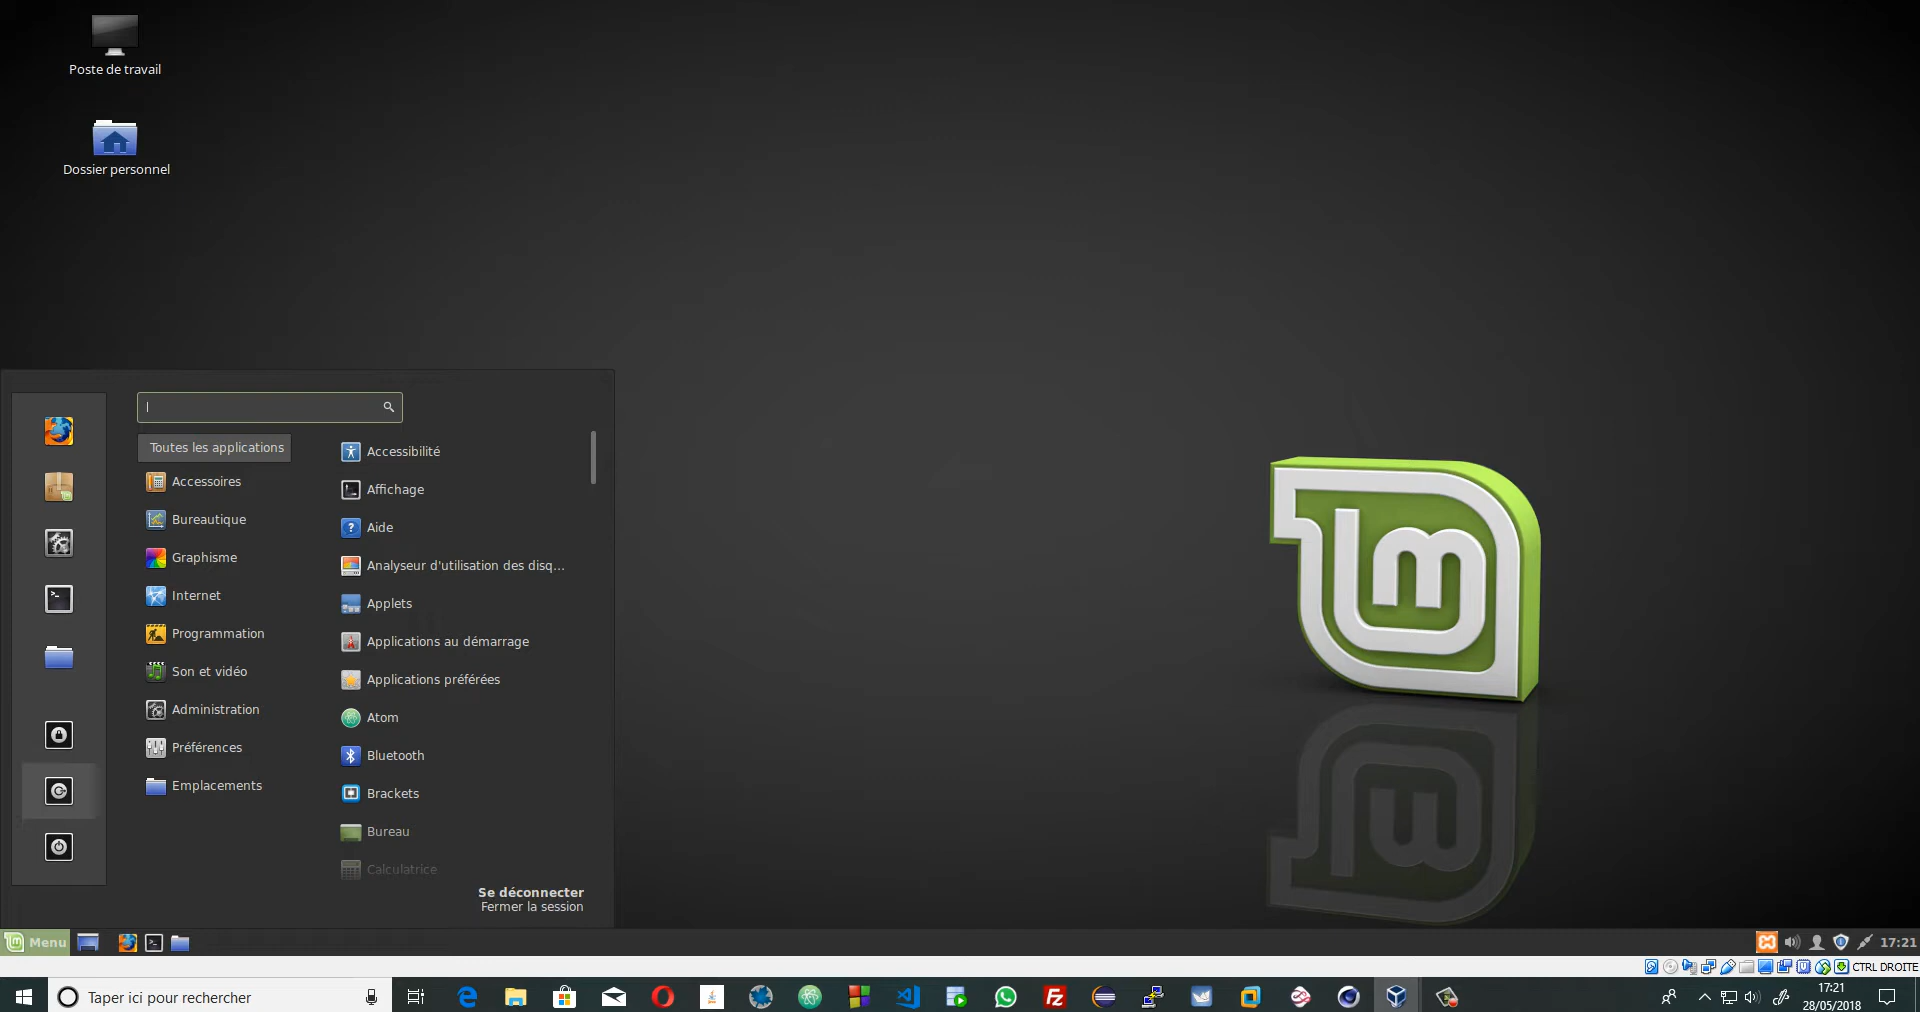 Poste de travail
Dossier personnel
Toutes les applications
Accessoires
Bureautique
Graphisme
Internet
Programmation
Son et vidéo
Administration
Préférences
Emplacements
Accessibilité
Affichage
Aide
Analyseur d'utilisation des disq...
Applets
Applications au démarrage
Applications préférées
Atom
Bluetooth
Brackets
Bureau
Calculatrice
Se déconnecter
Fermer la session
Menu
17:21
CTRL DROITE
Taper ici pour rechercher
17:21
28/05/2018